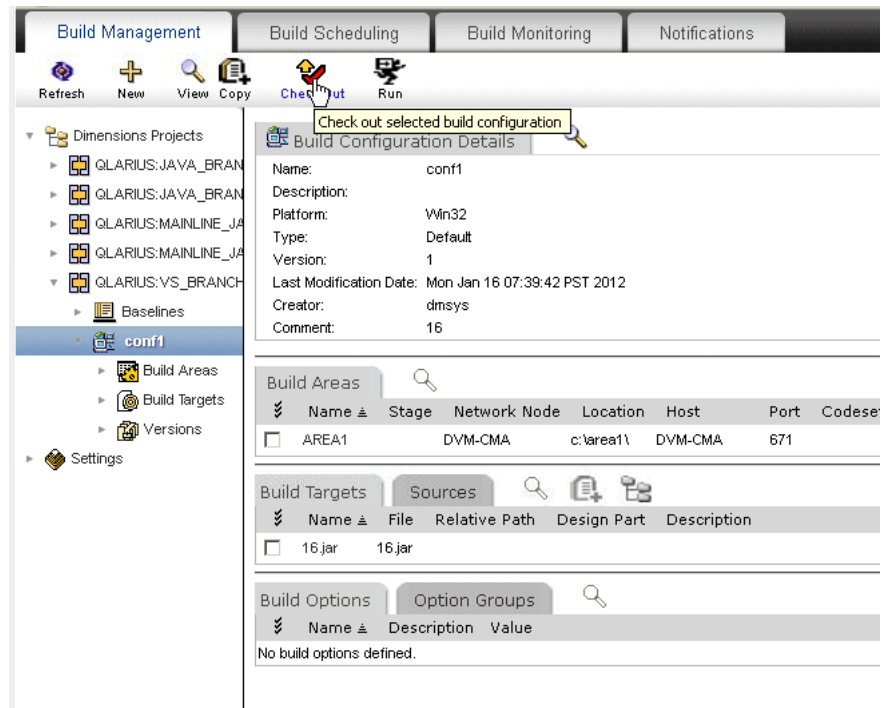 Build Management Build Scheduling Build Monitoring Notifications
Refresh New View Copy Check Out Run
Check out selected build configuration
Dimensions Projects
QLARIUS:JAVA_BRAN
QLARIUS:JAVA_BRAN
QLARIUS:MAINLINE_JA
QLARIUS:MAINLINE_JA
QLARIUS:VS_BRANCH
Baselines
conf1
Build Areas
Build Targets
Versions
Settings
Build Configuration Details
Name: conf1
Description:
Platform: Win32
Type: Default
Version: 1
Last Modification Date: Mon Jan 16 07:39:42 PST 2012
Creator: dmsys
Comment: 16
Build Areas
Name Stage Network Node Location Host Port Codeset
AREA1 DVM-CMA c:\area1\ DVM-CMA 671
Build Targets Sources
Name File Relative Path Design Part Description
16.jar 16.jar
Build Options Option Groups
Name Description Value
No build options defined.